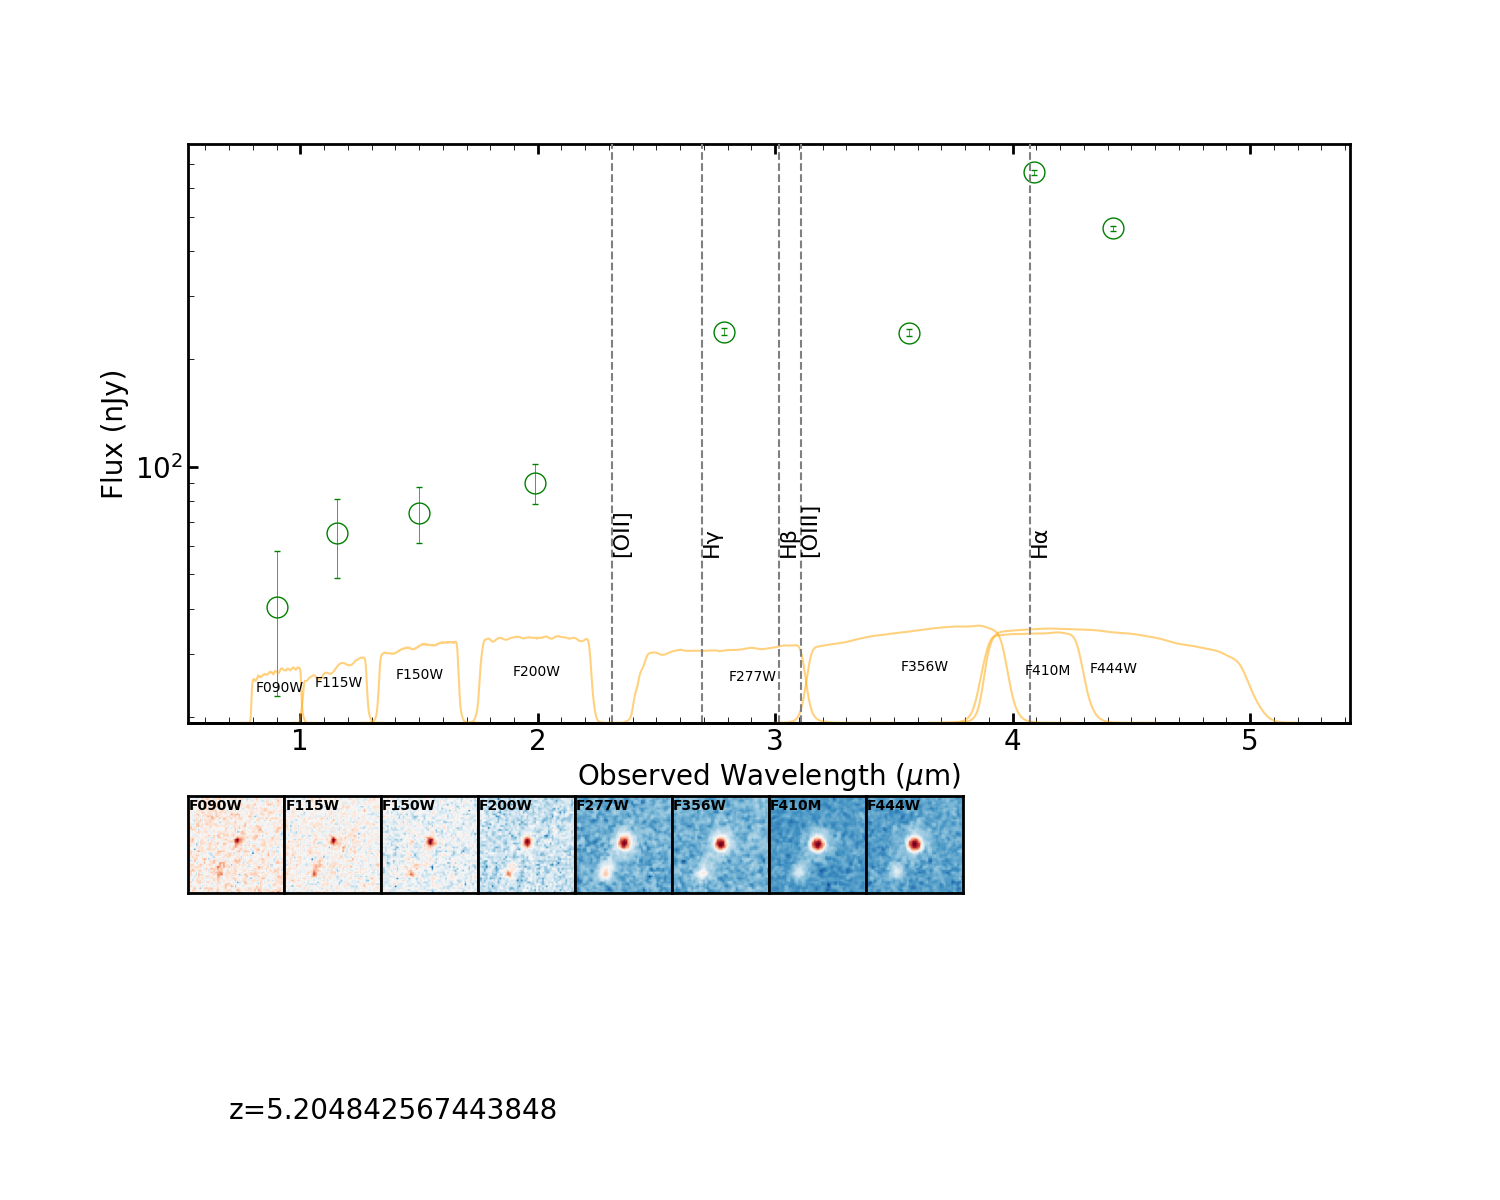 Flux (nJy)
10²
[OII]
Hγ
Hβ
[OIII]
Hα
F090W
F115W
F150W
F200W
F277W
F356W
F410M
F444W
1 2 3 4 5
Observed Wavelength (μm)
F090W F115W F150W F200W F277W F356W F410M F444W
z=5.204842567443848